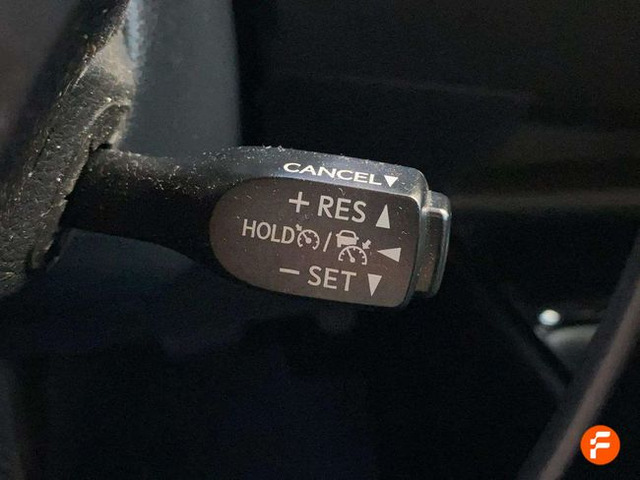 CANCEL▼
+ RES ▲
HOLD / ◀
− SET ▼